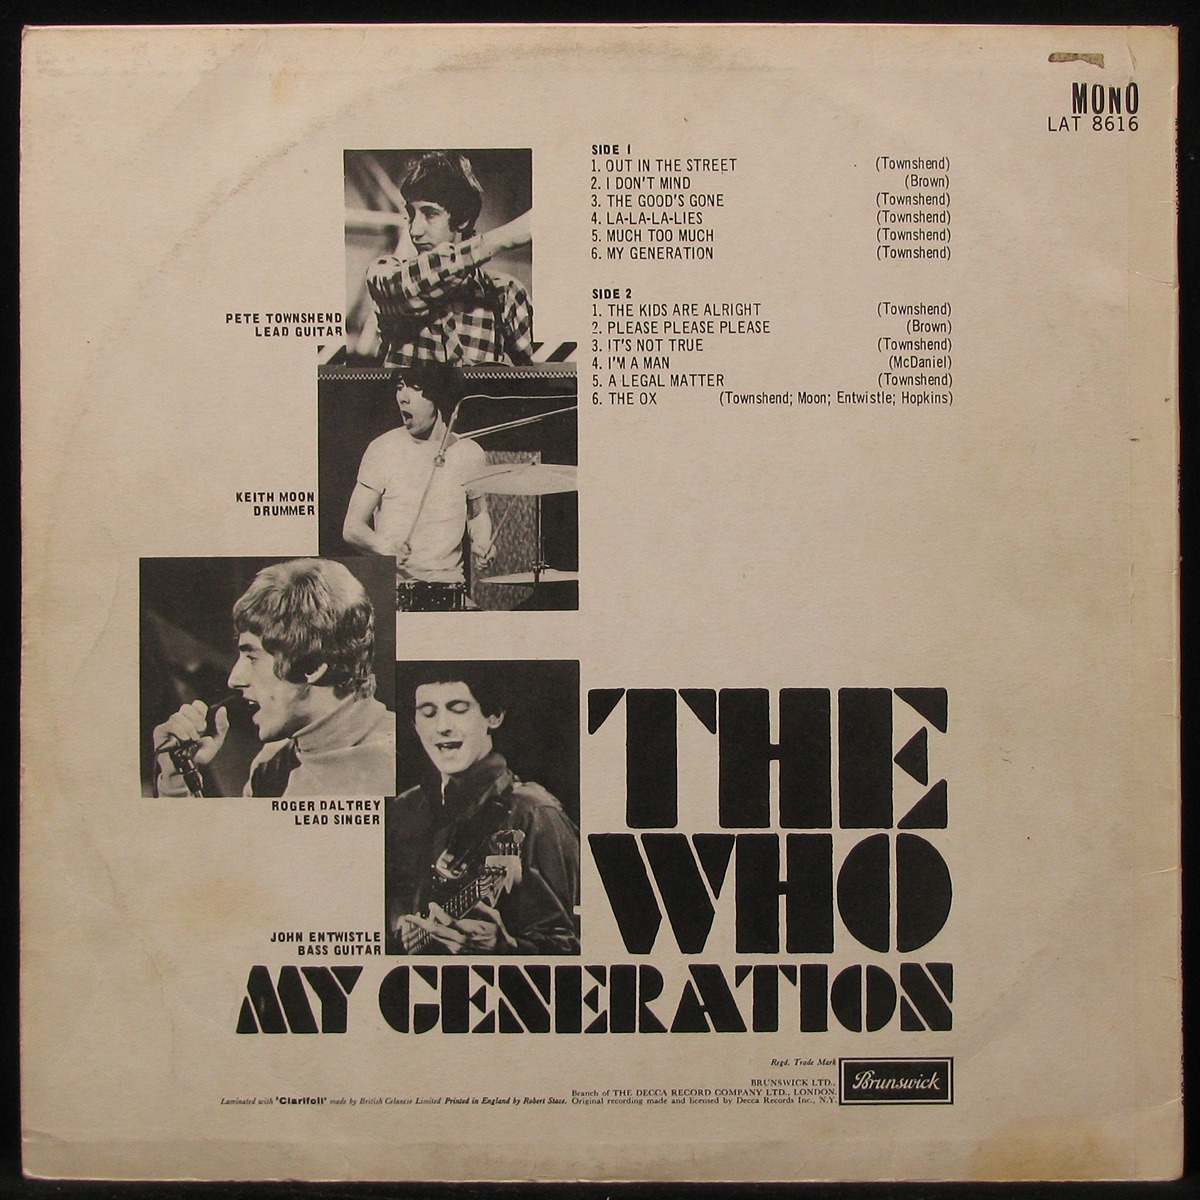 MONO
LAT 8616
SIDE 1
1. OUT IN THE STREET (Townshend)
2. I DON'T MIND (Brown)
3. THE GOOD'S GONE (Townshend)
4. LA-LA-LA-LIES (Townshend)
5. MUCH TOO MUCH (Townshend)
6. MY GENERATION (Townshend)
SIDE 2
1. THE KIDS ARE ALRIGHT (Townshend)
2. PLEASE PLEASE PLEASE (Brown)
3. IT'S NOT TRUE (Townshend)
4. I'M A MAN (McDaniel)
5. A LEGAL MATTER (Townshend)
6. THE OX (Townshend; Moon; Entwistle; Hopkins)
PETE TOWNSHEND
LEAD GUITAR
KEITH MOON
DRUMMER
ROGER DALTREY
LEAD SINGER
JOHN ENTWISTLE
BASS GUITAR
THE
WHO
MY GENERATION
Regd. Trade Mark
Brunswick
BRUNSWICK LTD.,
Branch of THE DECCA RECORD COMPANY LTD., LONDON.
Laminated with 'Clarifoil' made by British Celanese Limited. Printed in England by Robert Stace. Original recording made and licensed by Decca Records Inc., N.Y.